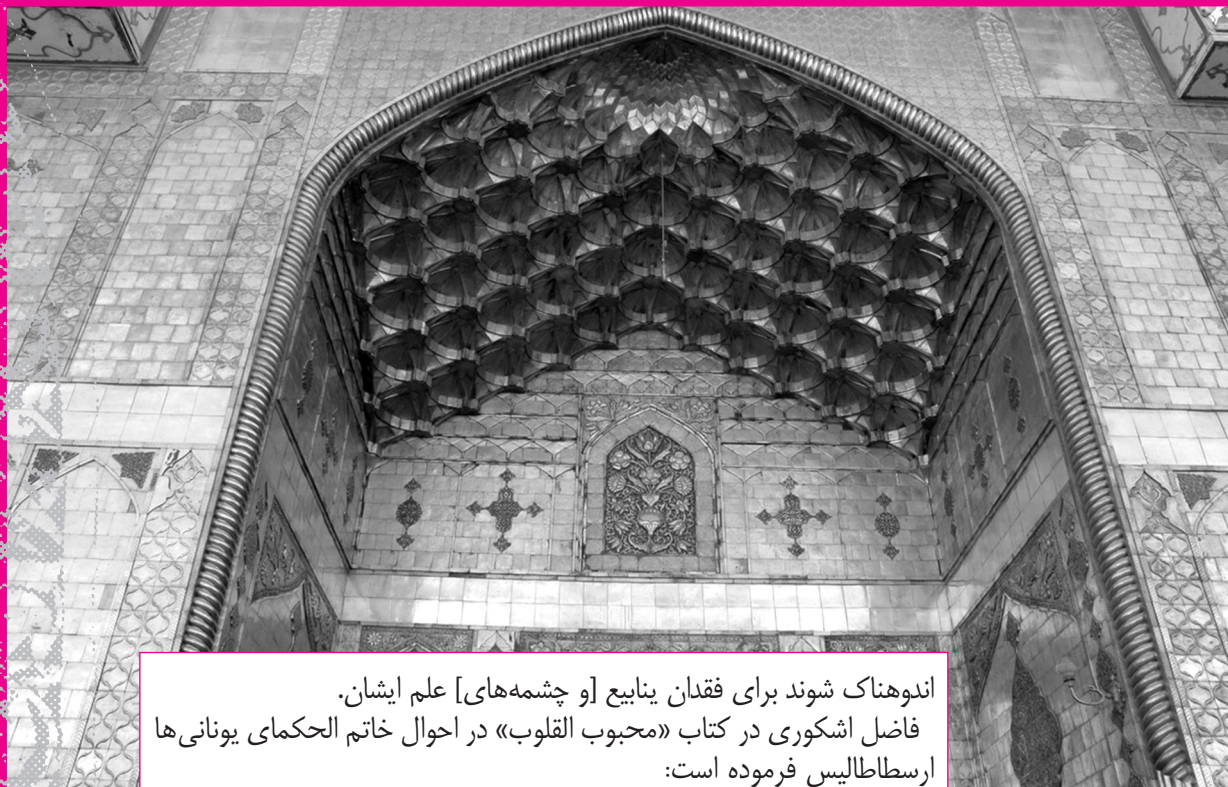 اندوهناک شوند برای فقدان ینابیع [و چشمه‌های] علم ایشان.
فاضل اشکوری در کتاب «محبوب القلوب» در احوال خاتم الحکمای یونانی‌ها
ارسطاطالیس فرموده است: